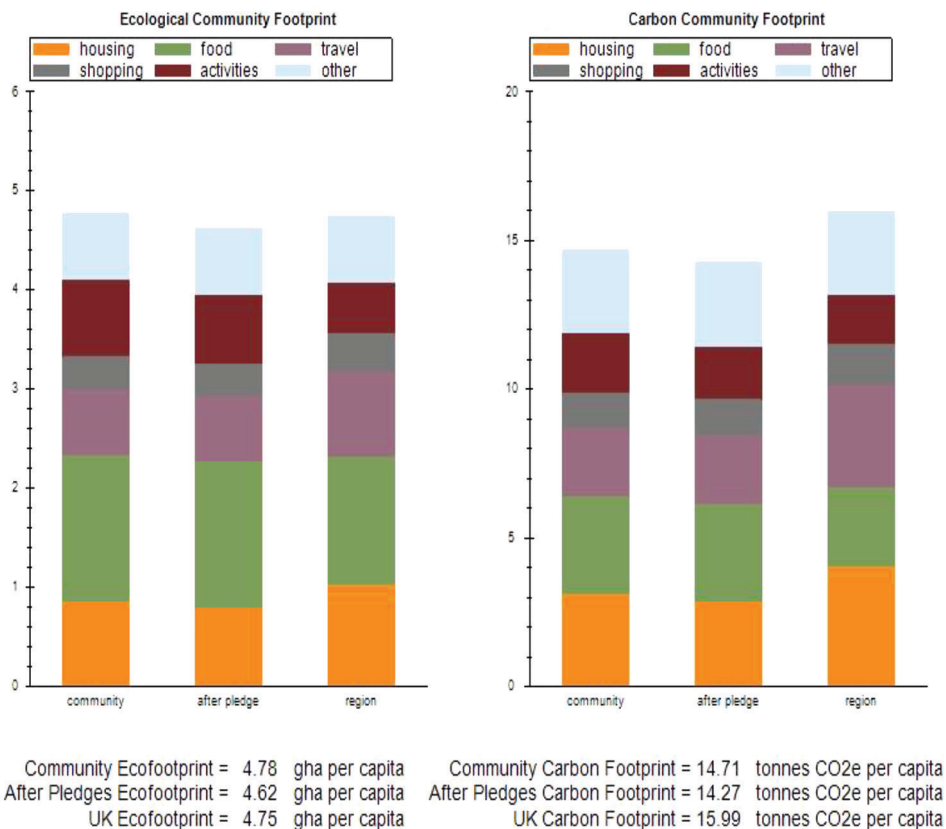 Ecological Community Footprint
housing food travel
shopping activities other
6
5
4
3
2
1
0
community after pledge region
Community Ecofootprint = 4.78 gha per capita
After Pledges Ecofootprint = 4.62 gha per capita
UK Ecofootprint = 4.75 gha per capita
Carbon Community Footprint
housing food travel
shopping activities other
20
15
10
5
0
community after pledge region
Community Carbon Footprint = 14.71 tonnes CO2e per capita
After Pledges Carbon Footprint = 14.27 tonnes CO2e per capita
UK Carbon Footprint = 15.99 tonnes CO2e per capita